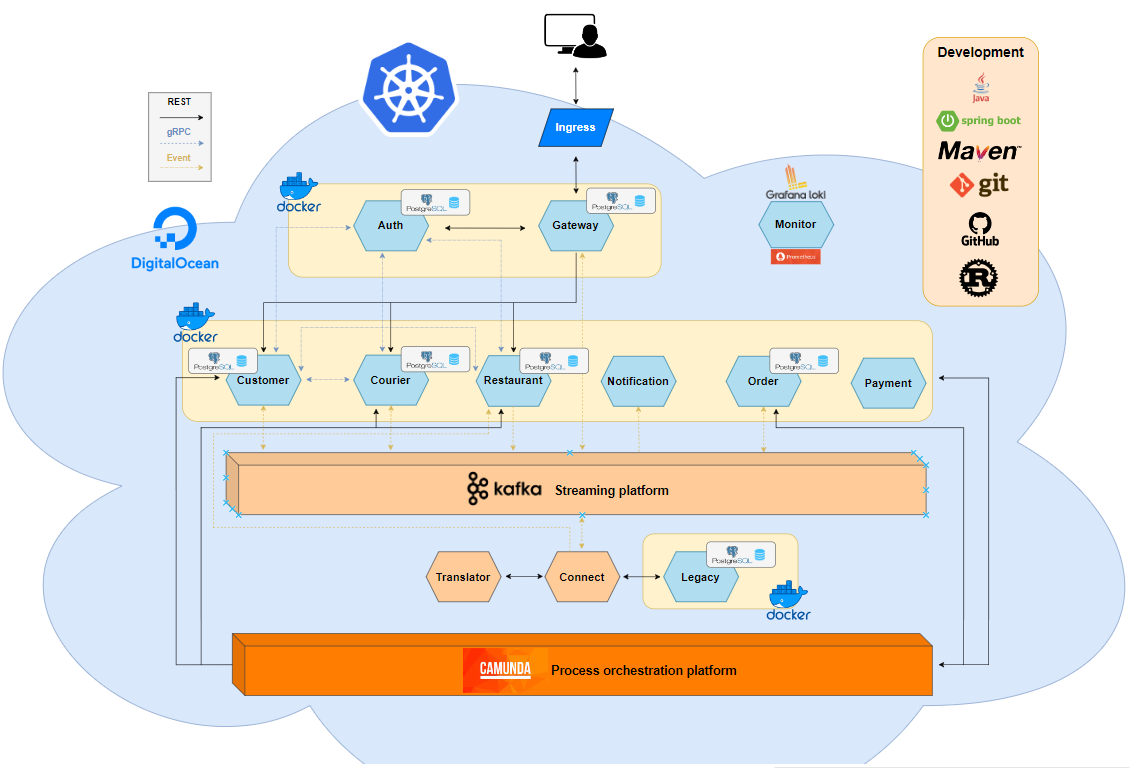 Development
Java
spring boot
Maven™
git
GitHub
R
REST
gRPC
Event
Ingress
DigitalOcean
docker
PostgreSQL
Auth
PostgreSQL
Gateway
Grafana Loki
Monitor
Prometheus
docker
PostgreSQL
Customer
PostgreSQL
Courier
PostgreSQL
Restaurant
Notification
PostgreSQL
Order
Payment
kafka
Streaming platform
Translator
Connect
PostgreSQL
Legacy
docker
CAMUNDA
Process orchestration platform